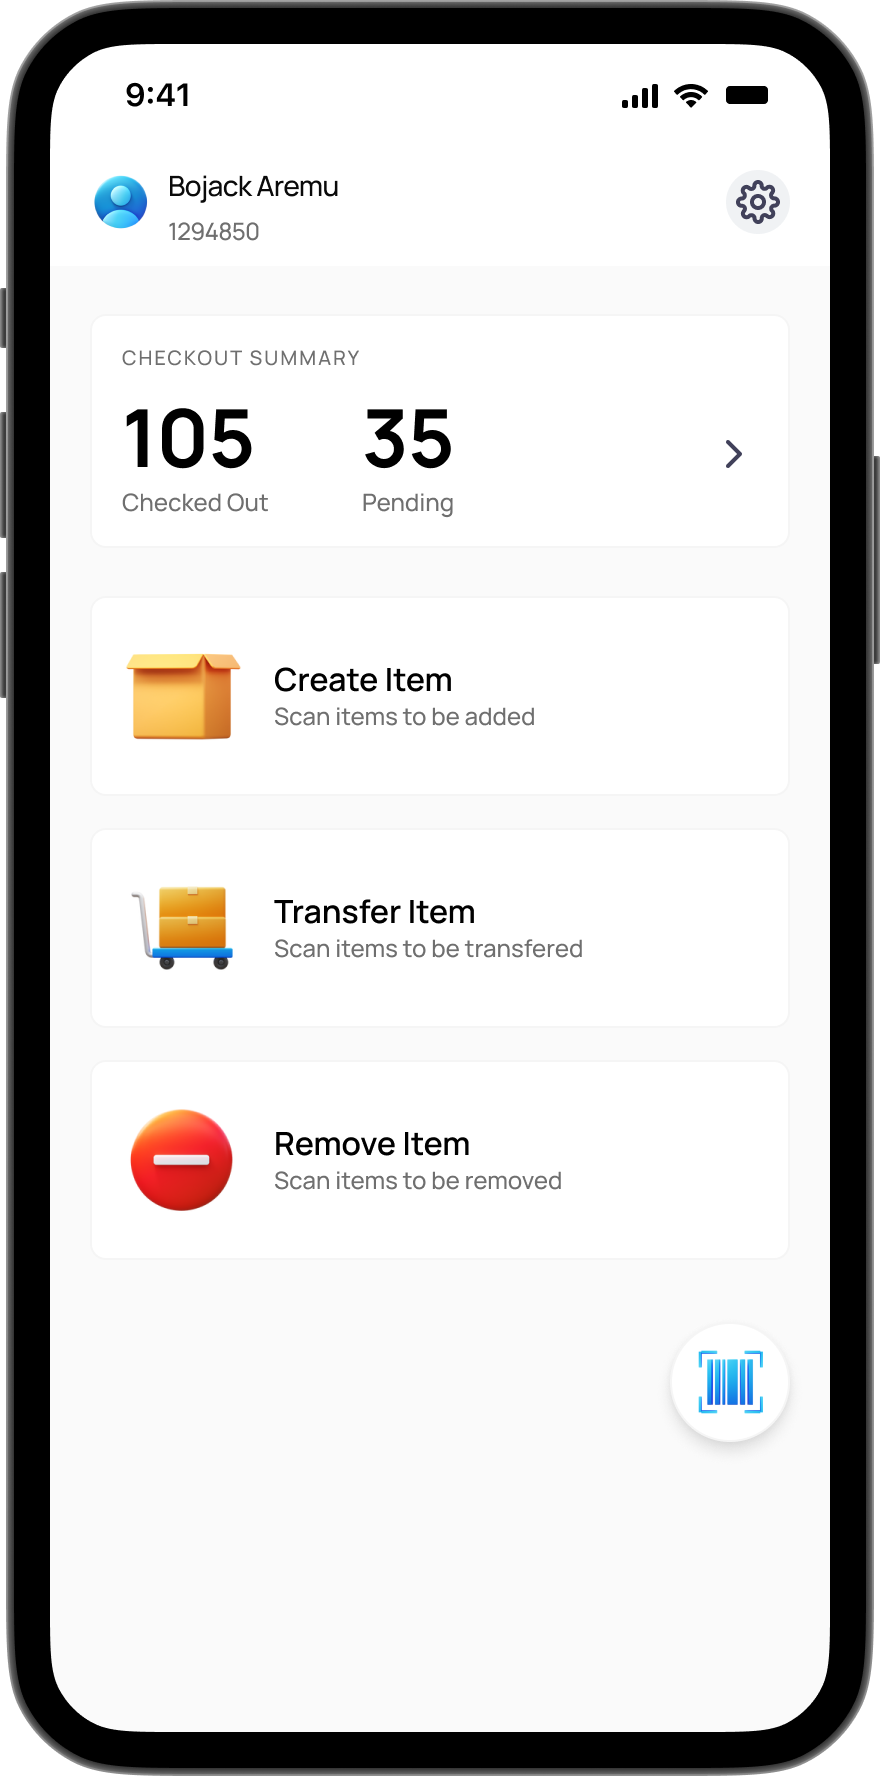 9:41
Bojack Aremu
1294850
CHECKOUT SUMMARY
105 35
Checked Out Pending
Create Item
Scan items to be added
Transfer Item
Scan items to be transfered
Remove Item
Scan items to be removed